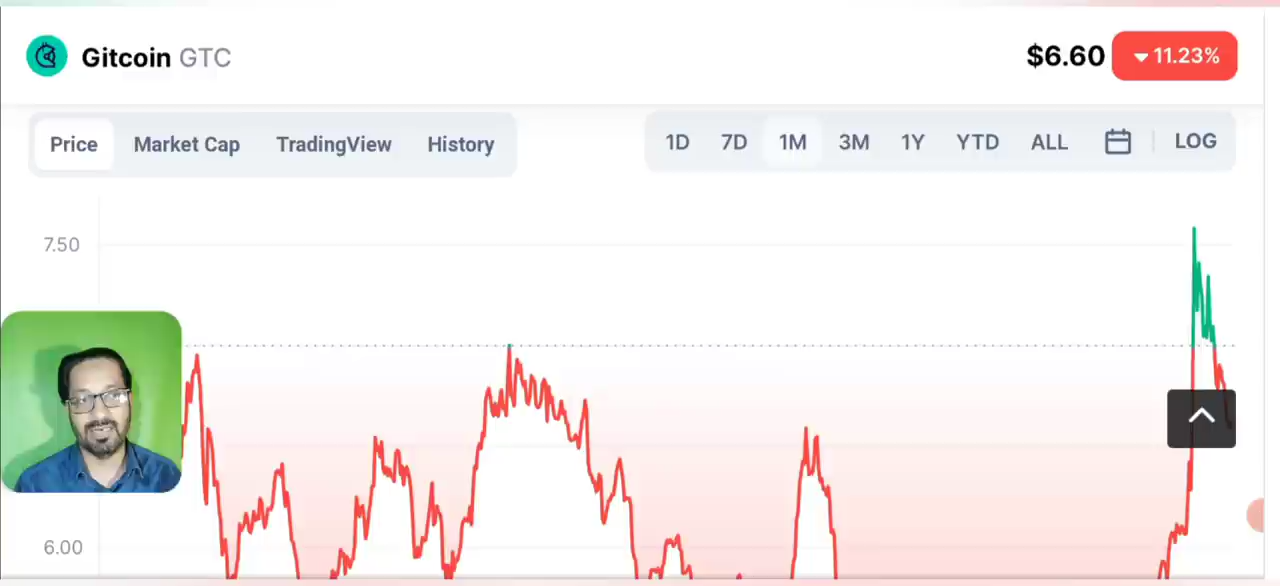 Gitcoin GTC $6.60 11.23%
Price Market Cap TradingView History 1D 7D 1M 3M 1Y YTD ALL LOG
7.50
6.00